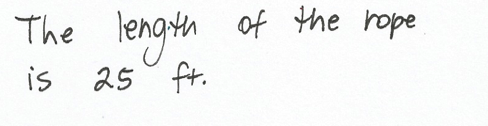 The length of the rope
is 25 ft.